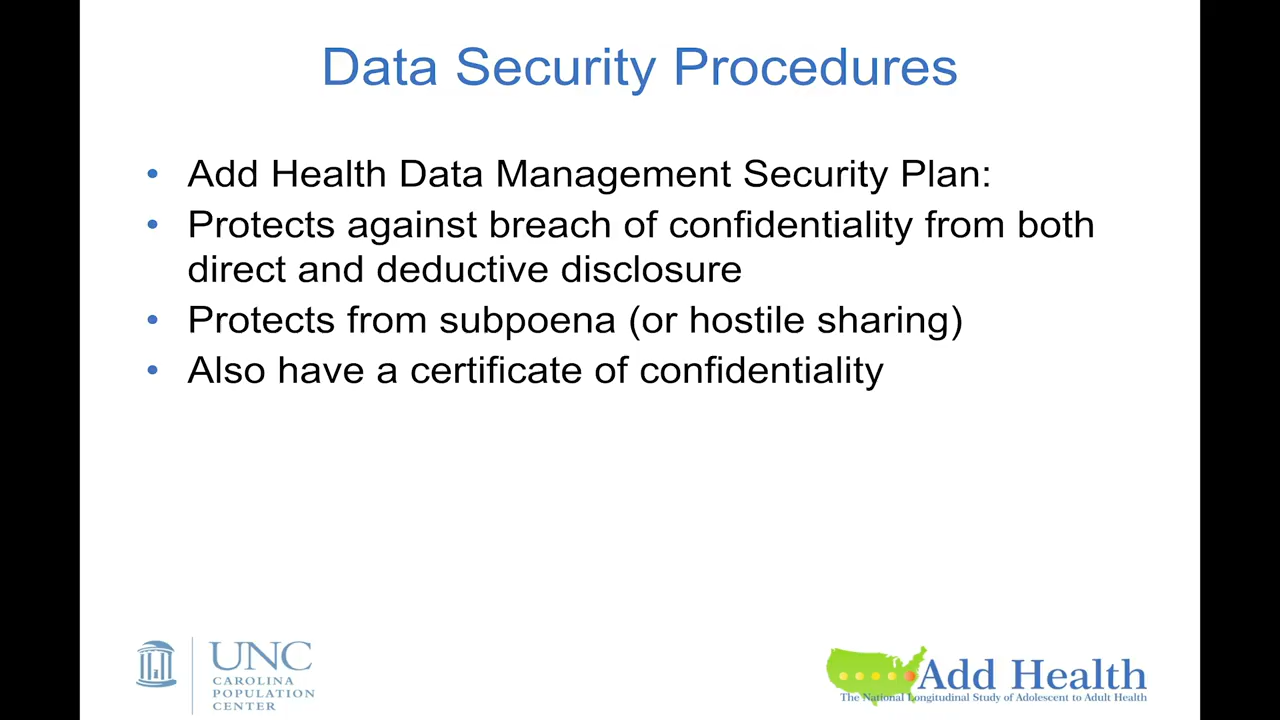 Data Security Procedures
• Add Health Data Management Security Plan:
• Protects against breach of confidentiality from both
direct and deductive disclosure
• Protects from subpoena (or hostile sharing)
• Also have a certificate of confidentiality
UNC
CAROLINA
POPULATION
CENTER
Add Health
The National Longitudinal Study of Adolescent to Adult Health